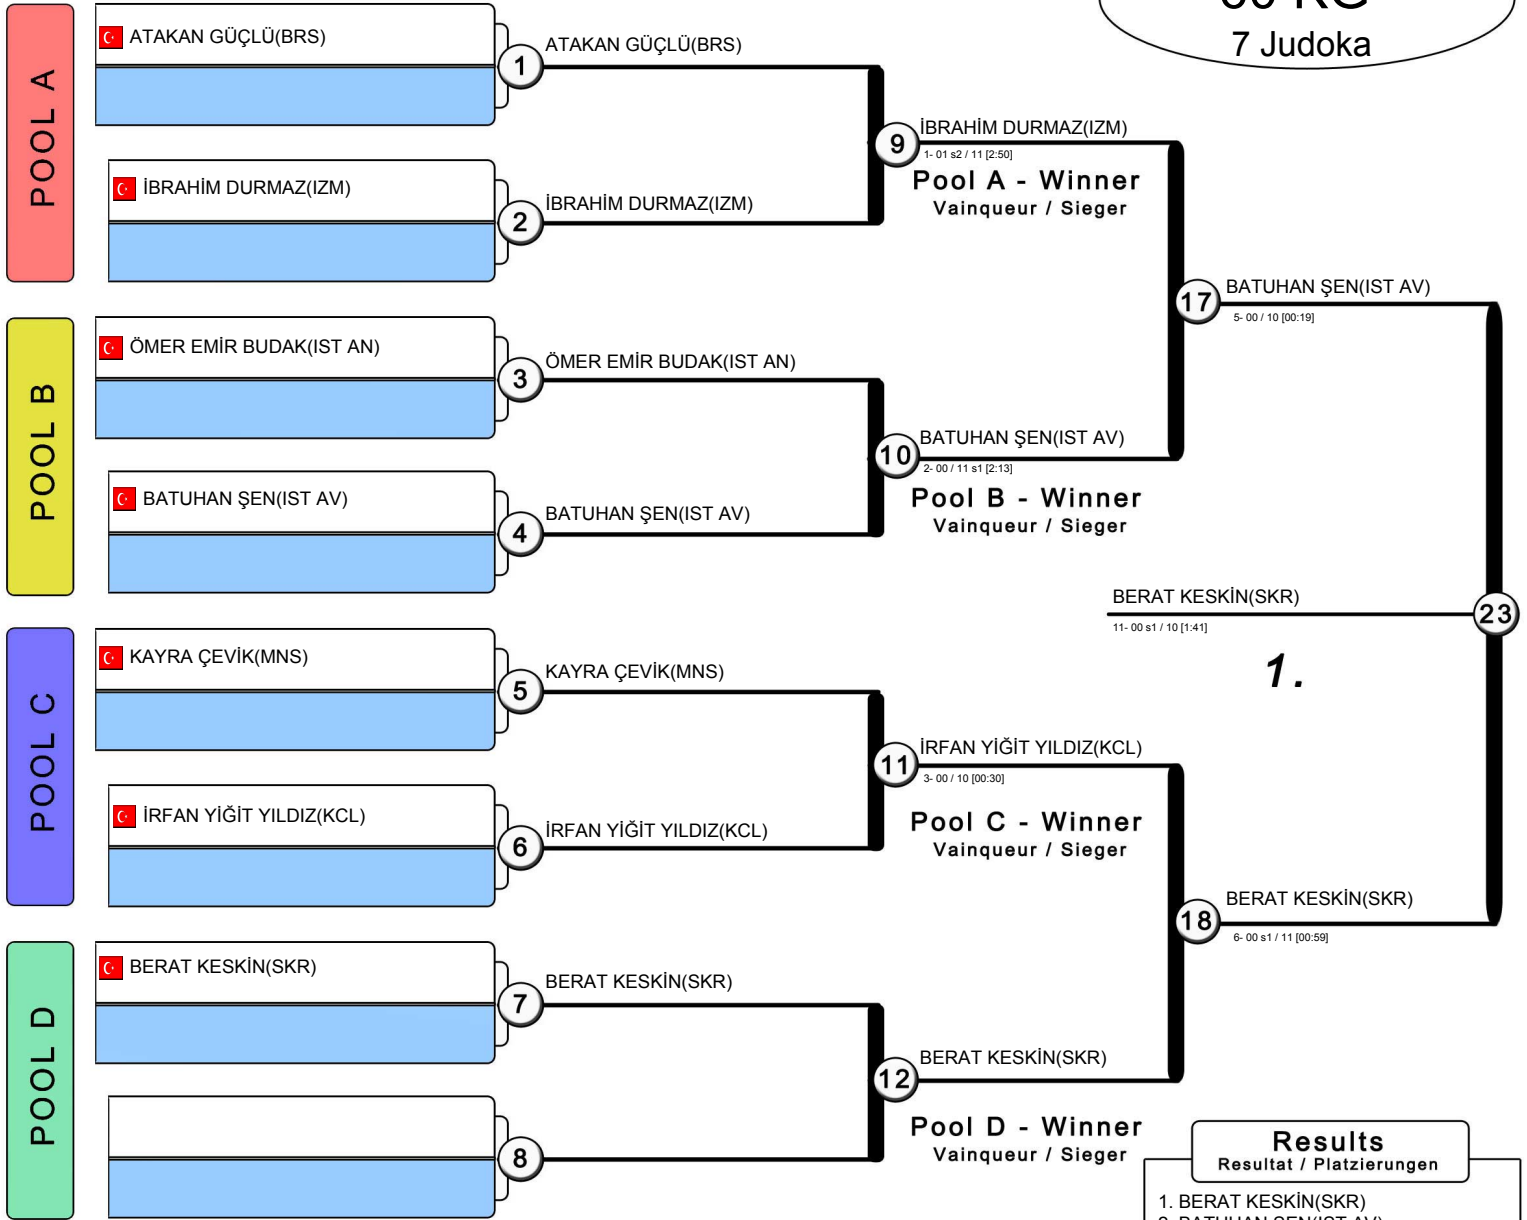 60 KG
7 Judoka
POOL A
ATAKAN GÜÇLÜ(BRS)
1
ATAKAN GÜÇLÜ(BRS)
İBRAHİM DURMAZ(IZM)
2
İBRAHİM DURMAZ(IZM)
9
İBRAHİM DURMAZ(IZM)
1- 01 s2 / 11 [2:50]
Pool A - Winner
Vainqueur / Sieger
POOL B
ÖMER EMİR BUDAK(IST AN)
3
ÖMER EMİR BUDAK(IST AN)
BATUHAN ŞEN(IST AV)
4
BATUHAN ŞEN(IST AV)
10
BATUHAN ŞEN(IST AV)
2- 00 / 11 s1 [2:13]
Pool B - Winner
Vainqueur / Sieger
17
BATUHAN ŞEN(IST AV)
5- 00 / 10 [00:19]
POOL C
KAYRA ÇEVİK(MNS)
5
KAYRA ÇEVİK(MNS)
İRFAN YİĞİT YILDIZ(KCL)
6
İRFAN YİĞİT YILDIZ(KCL)
11
İRFAN YİĞİT YILDIZ(KCL)
3- 00 / 10 [00:30]
Pool C - Winner
Vainqueur / Sieger
POOL D
BERAT KESKİN(SKR)
7
BERAT KESKİN(SKR)
8
12
BERAT KESKİN(SKR)
Pool D - Winner
Vainqueur / Sieger
18
BERAT KESKİN(SKR)
6- 00 s1 / 11 [00:59]
BERAT KESKİN(SKR)
23
11- 00 s1 / 10 [1:41]
1.
Results
Resultat / Platzierungen
1. BERAT KESKİN(SKR)
2. BATUHAN ŞEN(IST AV)